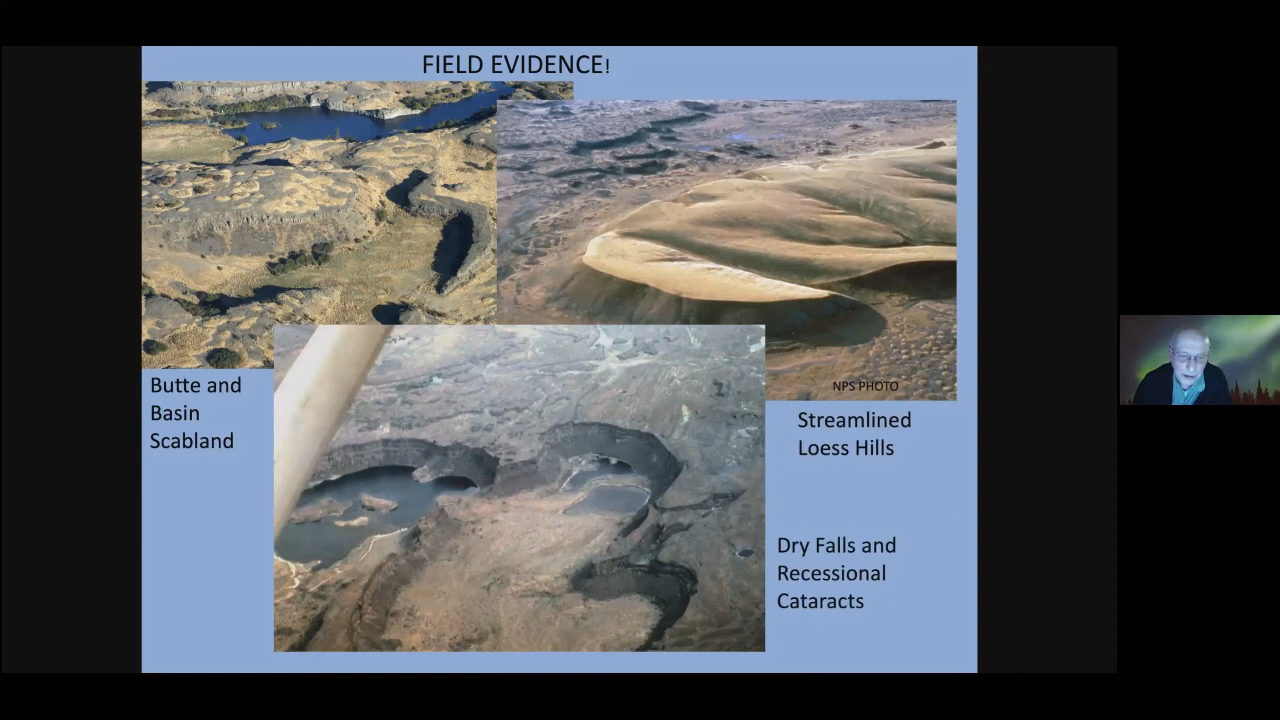 FIELD EVIDENCE!
Butte and
Basin
Scabland
NPS PHOTO
Streamlined
Loess Hills
Dry Falls and
Recessional
Cataracts